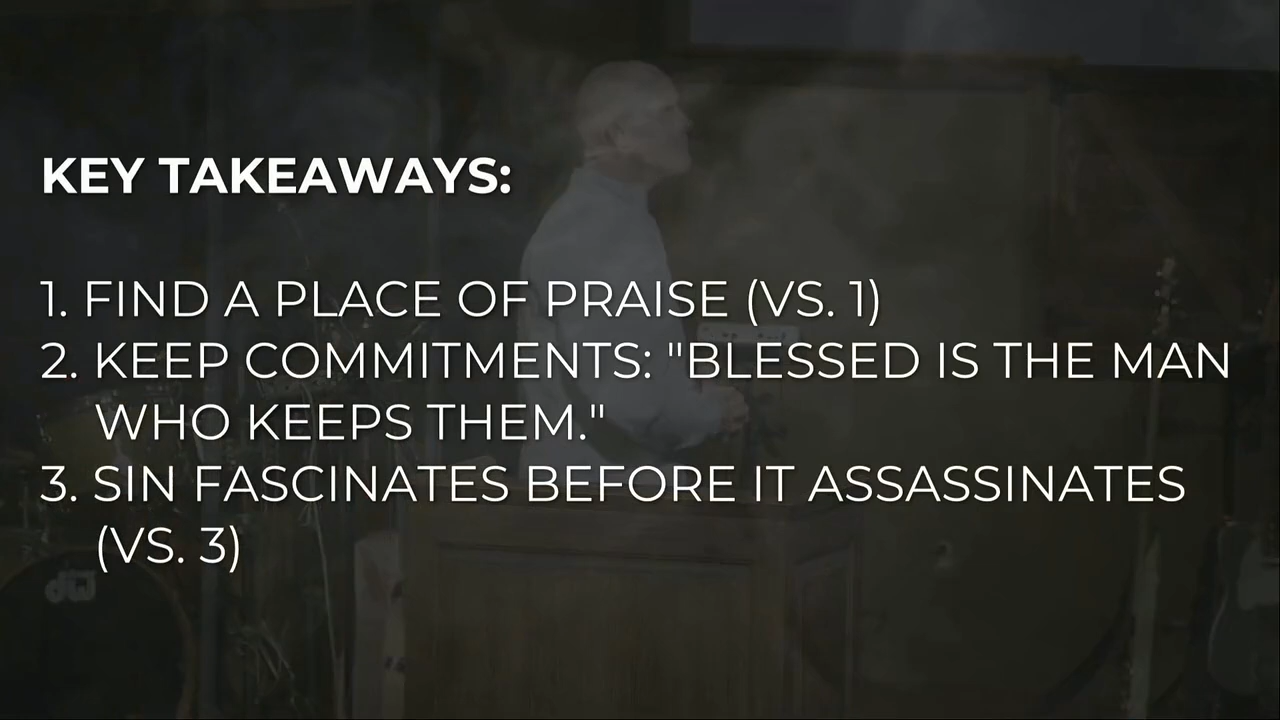 KEY TAKEAWAYS:
1. FIND A PLACE OF PRAISE (VS. 1)
2. KEEP COMMITMENTS: "BLESSED IS THE MAN
WHO KEEPS THEM."
3. SIN FASCINATES BEFORE IT ASSASSINATES
(VS. 3)
dw